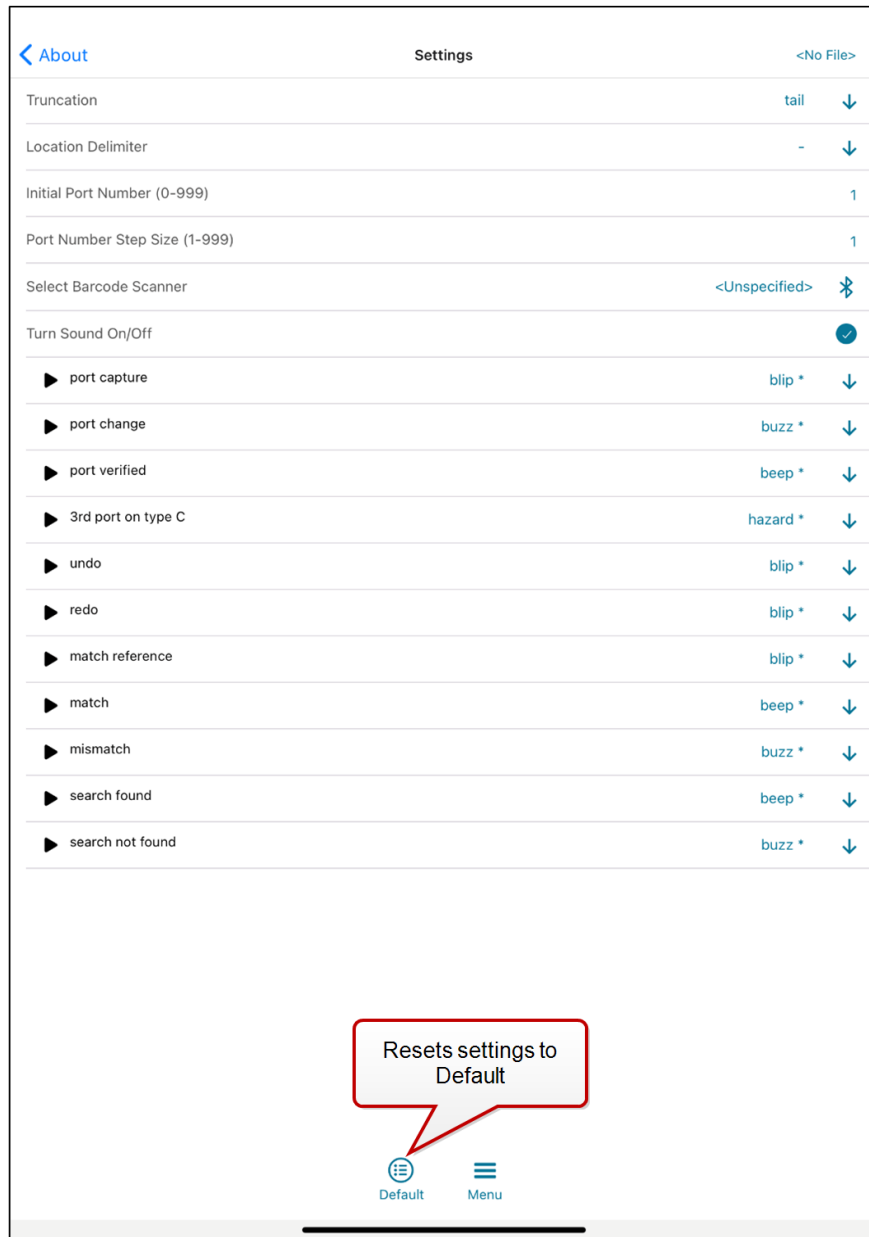 About Settings <No File>
Truncation tail
Location Delimiter -
Initial Port Number (0-999) 1
Port Number Step Size (1-999) 1
Select Barcode Scanner <Unspecified>
Turn Sound On/Off
port capture blip *
port change buzz *
port verified beep *
3rd port on type C hazard *
undo blip *
redo blip *
match reference blip *
match beep *
mismatch buzz *
search found beep *
search not found buzz *
Resets settings to
Default
Default Menu